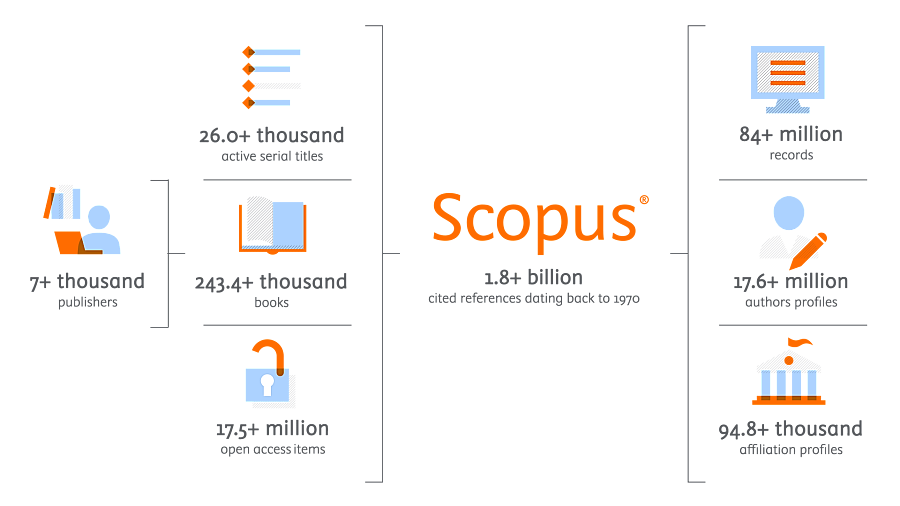 7+ thousand
publishers
26.0+ thousand
active serial titles
243.4+ thousand
books
17.5+ million
open access items
Scopus®
1.8+ billion
cited references dating back to 1970
84+ million
records
17.6+ million
authors profiles
94.8+ thousand
affiliation profiles